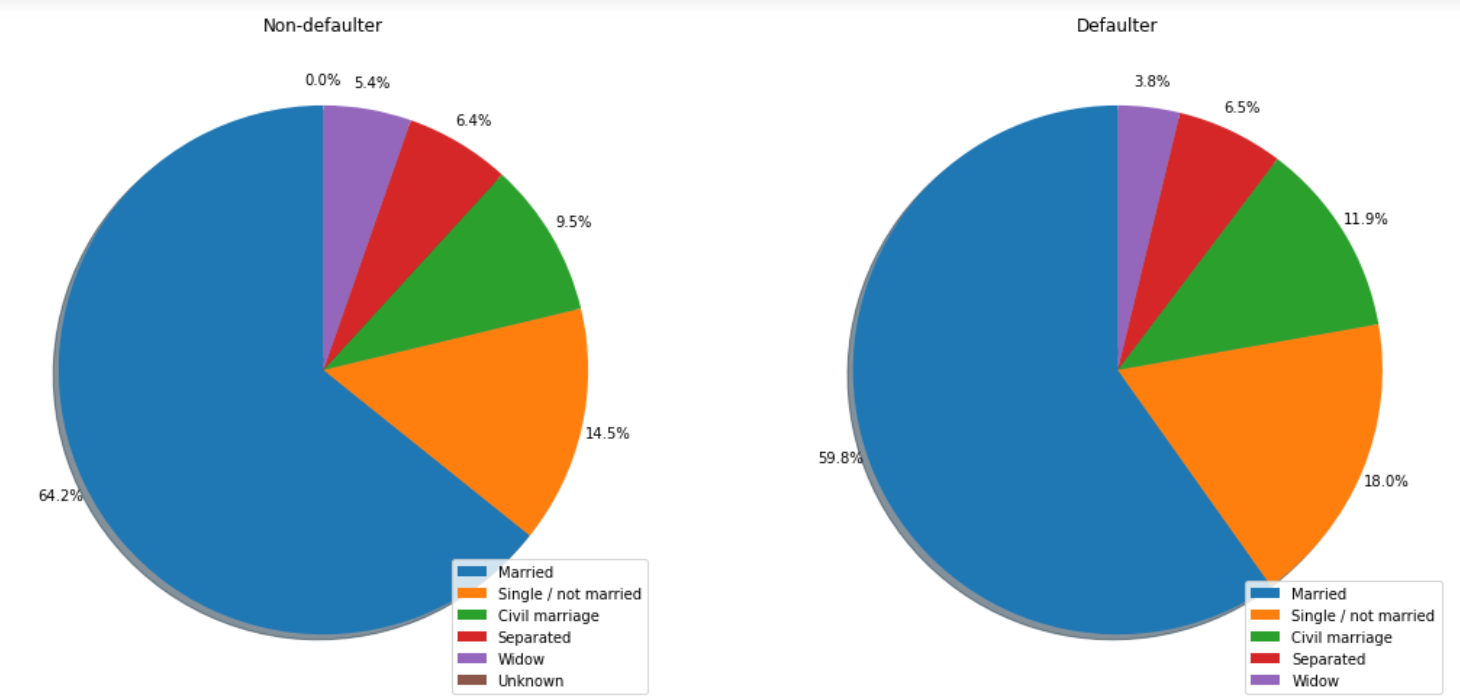 Non-defaulter
0.0%
5.4%
6.4%
9.5%
14.5%
64.2%
Married
Single / not married
Civil marriage
Separated
Widow
Unknown
Defaulter
3.8%
6.5%
11.9%
18.0%
59.8%
Married
Single / not married
Civil marriage
Separated
Widow